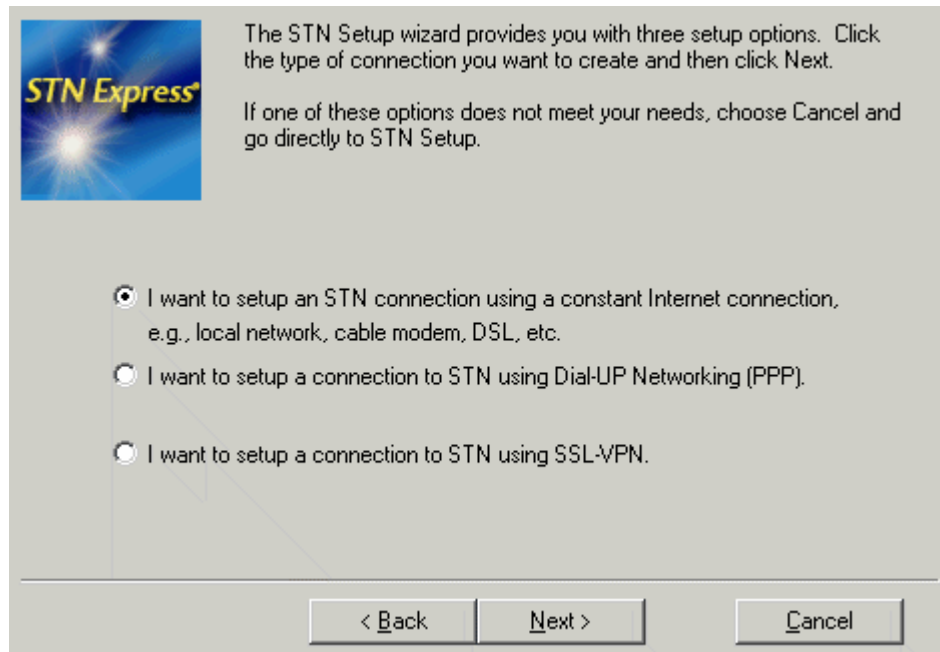 STN Express®
The STN Setup wizard provides you with three setup options. Click
the type of connection you want to create and then click Next.
If one of these options does not meet your needs, choose Cancel and
go directly to STN Setup.
I want to setup an STN connection using a constant Internet connection,
e.g., local network, cable modem, DSL, etc.
I want to setup a connection to STN using Dial-UP Networking (PPP).
I want to setup a connection to STN using SSL-VPN.
< Back
Next >
Cancel